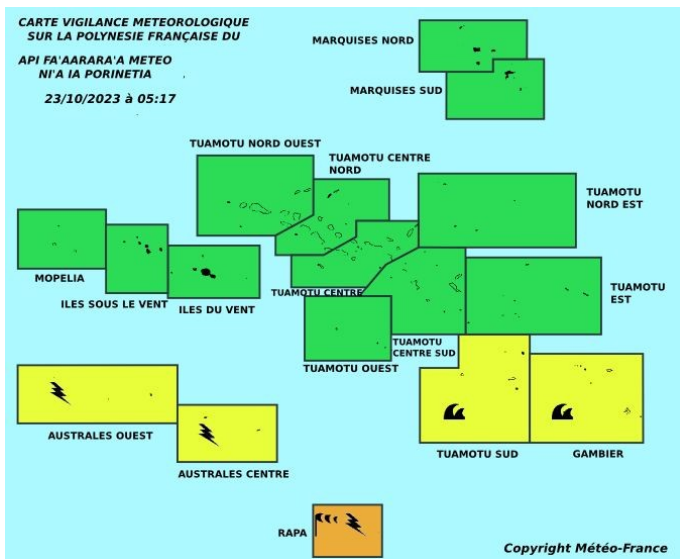 CARTE VIGILANCE METEOROLOGIQUE
SUR LA POLYNESIE FRANÇAISE DU
API FA'AARARA'A METEO
NI'A IA PORINETIA
23/10/2023 à 05:17
MARQUISES NORD
MARQUISES SUD
TUAMOTU NORD OUEST
TUAMOTU CENTRE
NORD
TUAMOTU
NORD EST
MOPELIA
ILES SOUS LE VENT
ILES DU VENT
TUAMOTU CENTRE
TUAMOTU
EST
TUAMOTU
CENTRE SUD
TUAMOTU OUEST
AUSTRALES OUEST
AUSTRALES CENTRE
TUAMOTU SUD
GAMBIER
RAPA
Copyright Météo-France